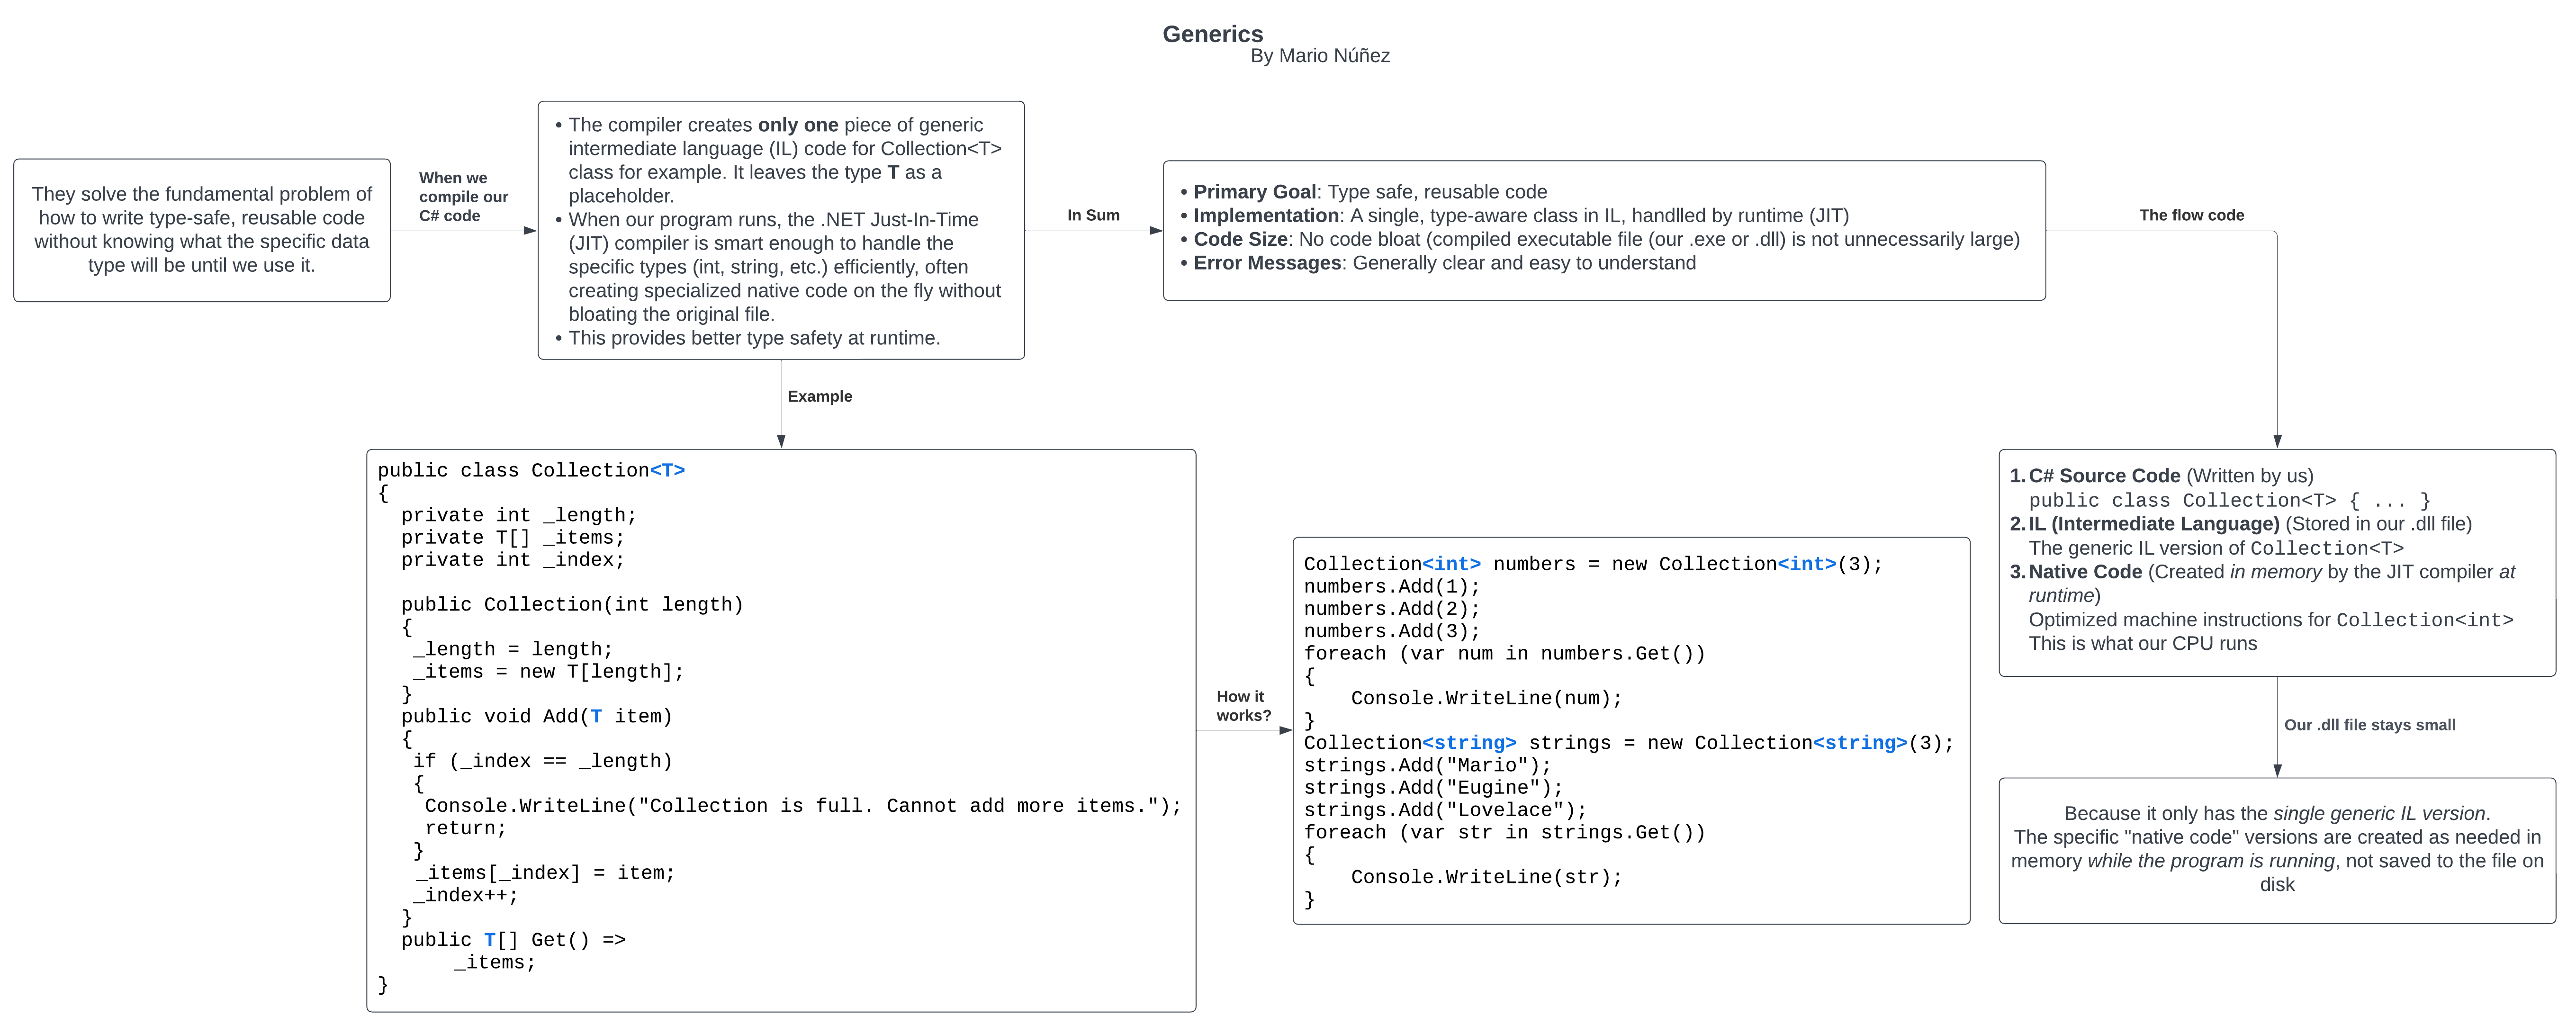 Generics
By Mario Núñez
They solve the fundamental problem of
how to write type-safe, reusable code
without knowing what the specific data
type will be until we use it.
When we
compile our
C# code
• The compiler creates only one piece of generic
intermediate language (IL) code for Collection<T>
class for example. It leaves the type T as a
placeholder.
• When our program runs, the .NET Just-In-Time
(JIT) compiler is smart enough to handle the
specific types (int, string, etc.) efficiently, often
creating specialized native code on the fly without
bloating the original file.
• This provides better type safety at runtime.
In Sum
• Primary Goal: Type safe, reusable code
• Implementation: A single, type-aware class in IL, handlled by runtime (JIT)
• Code Size: No code bloat (compiled executable file (our .exe or .dll) is not unnecessarily large)
• Error Messages: Generally clear and easy to understand
The flow code
Example
public class Collection<T>
{
  private int _length;
  private T[] _items;
  private int _index;

  public Collection(int length)
  {
   _length = length;
   _items = new T[length];
  }
  public void Add(T item)
  {
   if (_index == _length)
   {
    Console.WriteLine("Collection is full. Cannot add more items.");
    return;
   }
   _items[_index] = item;
   _index++;
  }
  public T[] Get() =>
      _items;
}
How it
works?
Collection<int> numbers = new Collection<int>(3);
numbers.Add(1);
numbers.Add(2);
numbers.Add(3);
foreach (var num in numbers.Get())
{
    Console.WriteLine(num);
}
Collection<string> strings = new Collection<string>(3);
strings.Add("Mario");
strings.Add("Eugine");
strings.Add("Lovelace");
foreach (var str in strings.Get())
{
    Console.WriteLine(str);
}
1. C# Source Code (Written by us)
public class Collection<T> { ... }
2. IL (Intermediate Language) (Stored in our .dll file)
The generic IL version of Collection<T>
3. Native Code (Created in memory by the JIT compiler at
runtime)
Optimized machine instructions for Collection<int>
This is what our CPU runs
Our .dll file stays small
Because it only has the single generic IL version.
The specific "native code" versions are created as needed in
memory while the program is running, not saved to the file on
disk